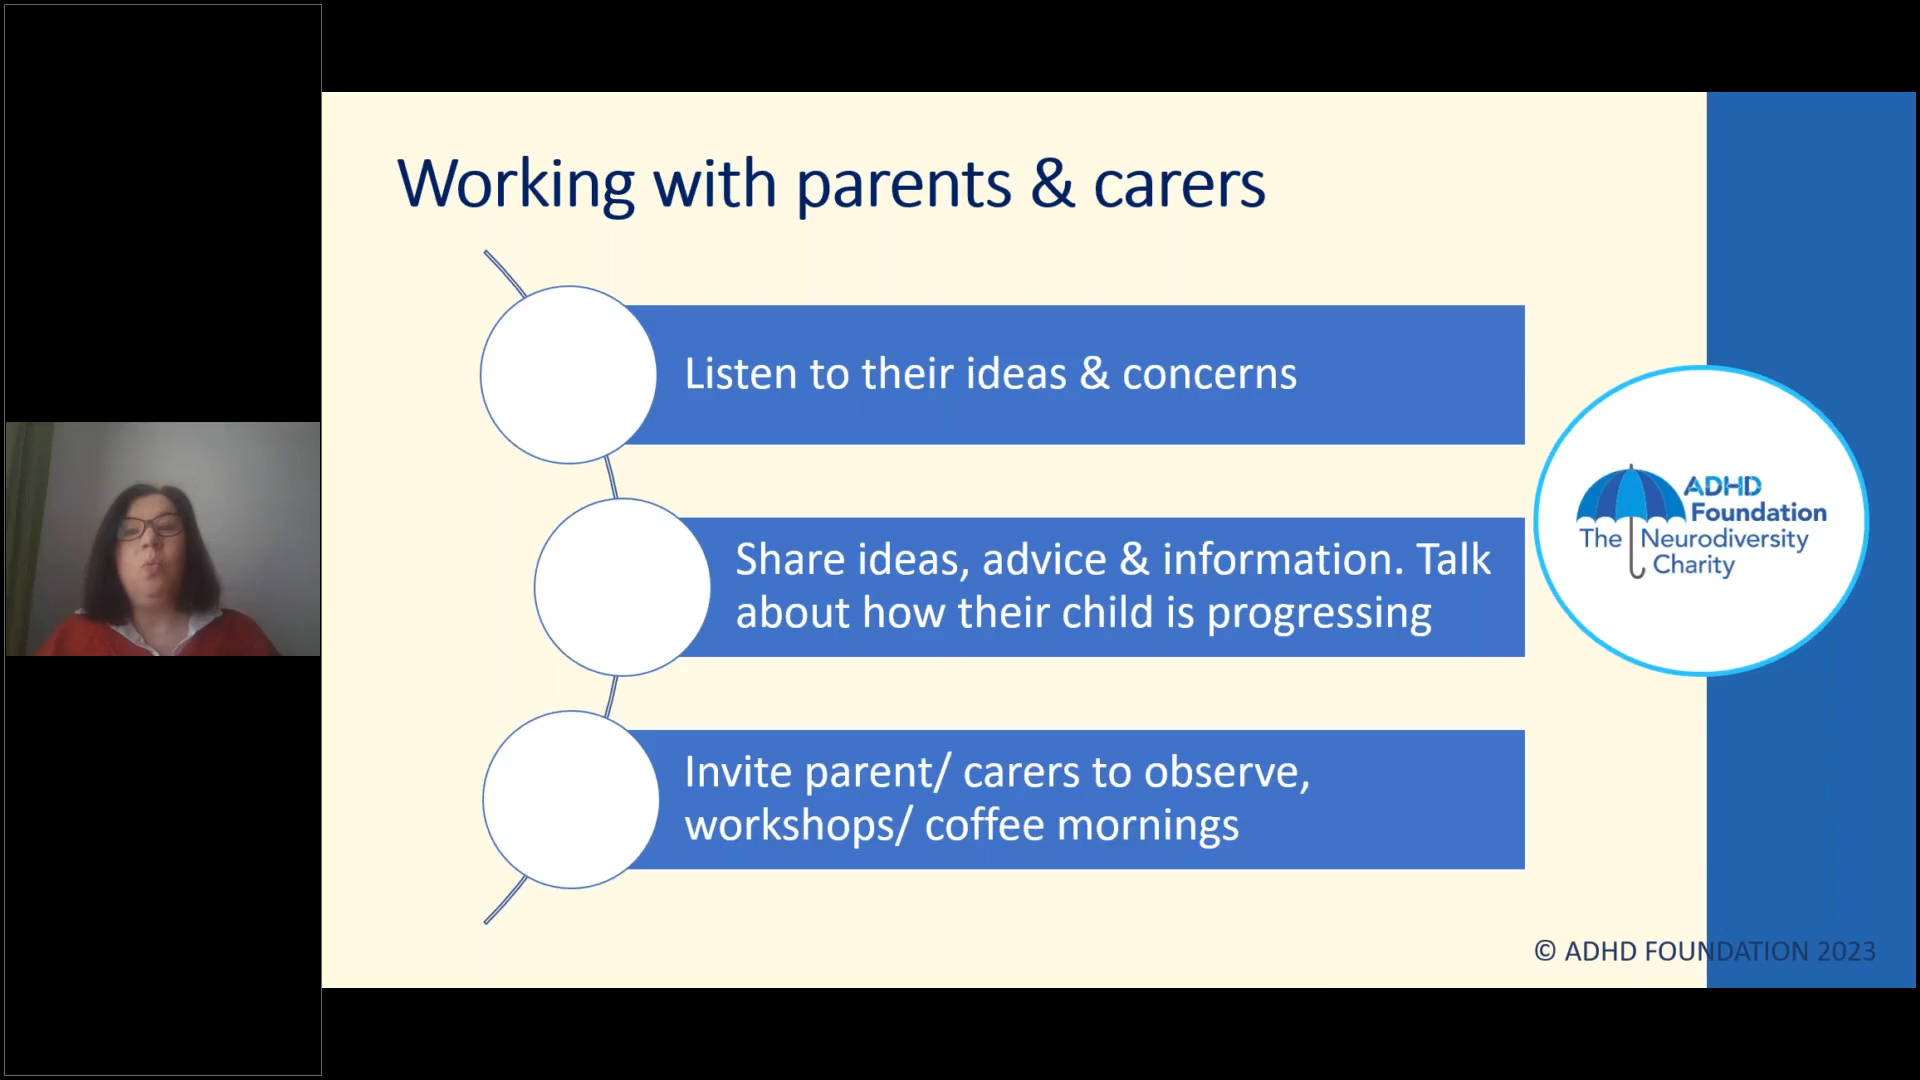 Working with parents & carers
Listen to their ideas & concerns
Share ideas, advice & information. Talk
about how their child is progressing
Invite parent/ carers to observe,
workshops/ coffee mornings
ADHD
Foundation
The Neurodiversity
Charity
© ADHD FOUNDATION 2023